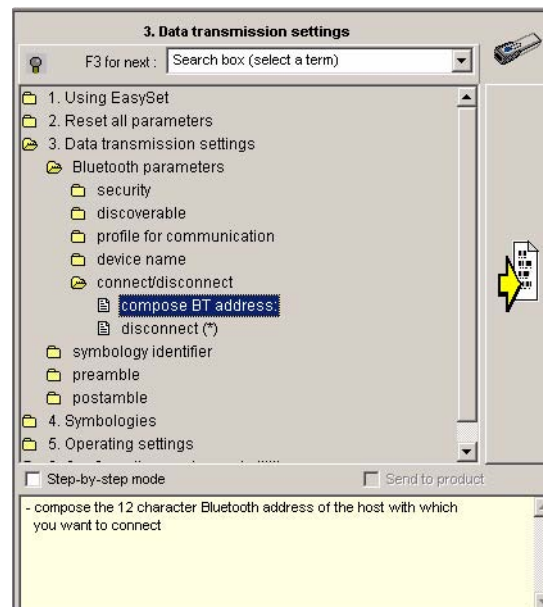 3. Data transmission settings
F3 for next : Search box (select a term)
1. Using EasySet
2. Reset all parameters
3. Data transmission settings
Bluetooth parameters
security
discoverable
profile for communication
device name
connect/disconnect
compose BT address:
disconnect (*)
symbology identifier
preamble
postamble
4. Symbologies
5. Operating settings
Step-by-step mode Send to product
- compose the 12 character Bluetooth address of the host with which
you want to connect